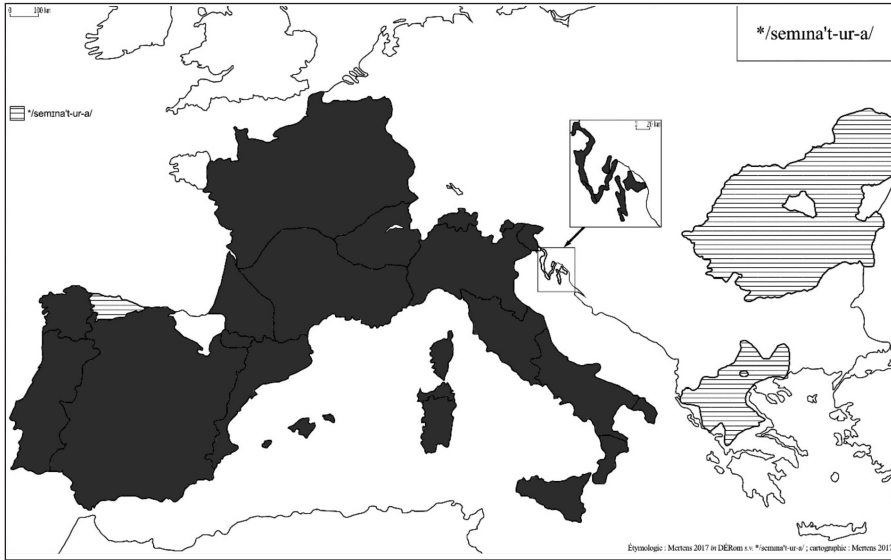 0 100 km
*/semɪna't-ur-a/
*/semɪna't-ur-a/
20 km
Étymologie : Mertens 2017 in DÉRom s.v. */semɪna't-ur-a/ ; cartographie : Mertens 2017